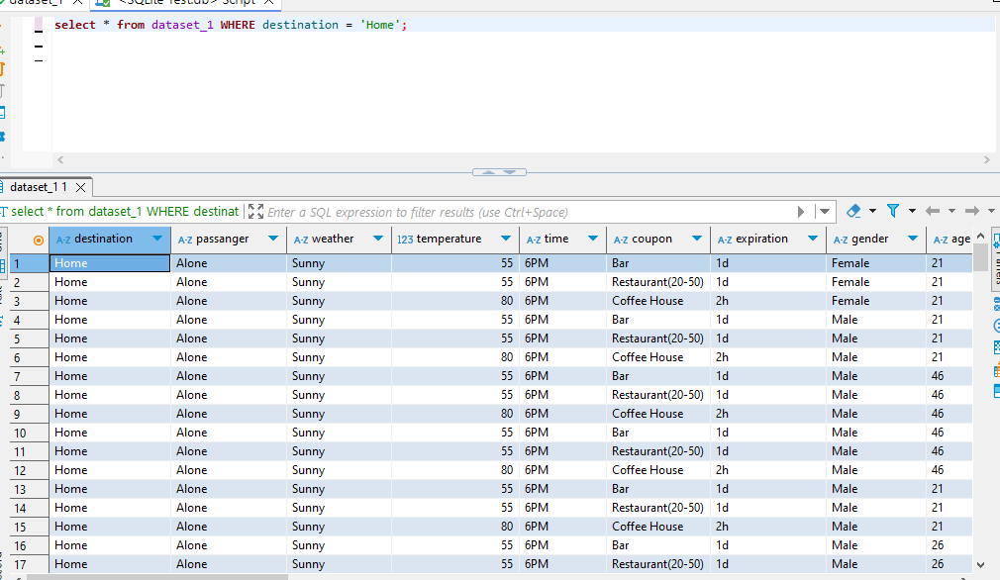 dataset_1 <SQLite Test.db> Script
select * from dataset_1 WHERE destination = 'Home';
dataset_1 1
select * from dataset_1 WHERE destinat Enter a SQL expression to filter results (use Ctrl+Space)
A-Z destination A-Z passanger A-Z weather 123 temperature A-Z time A-Z coupon A-Z expiration A-Z gender A-Z age
1 Home Alone Sunny 55 6PM Bar 1d Female 21
2 Home Alone Sunny 55 6PM Restaurant(20-50) 1d Female 21
3 Home Alone Sunny 80 6PM Coffee House 2h Female 21
4 Home Alone Sunny 55 6PM Bar 1d Male 21
5 Home Alone Sunny 55 6PM Restaurant(20-50) 1d Male 21
6 Home Alone Sunny 80 6PM Coffee House 2h Male 21
7 Home Alone Sunny 55 6PM Bar 1d Male 46
8 Home Alone Sunny 55 6PM Restaurant(20-50) 1d Male 46
9 Home Alone Sunny 80 6PM Coffee House 2h Male 46
10 Home Alone Sunny 55 6PM Bar 1d Male 46
11 Home Alone Sunny 55 6PM Restaurant(20-50) 1d Male 46
12 Home Alone Sunny 80 6PM Coffee House 2h Male 46
13 Home Alone Sunny 55 6PM Bar 1d Male 21
14 Home Alone Sunny 55 6PM Restaurant(20-50) 1d Male 21
15 Home Alone Sunny 80 6PM Coffee House 2h Male 21
16 Home Alone Sunny 55 6PM Bar 1d Male 26
17 Home Alone Sunny 55 6PM Restaurant(20-50) 1d Male 26